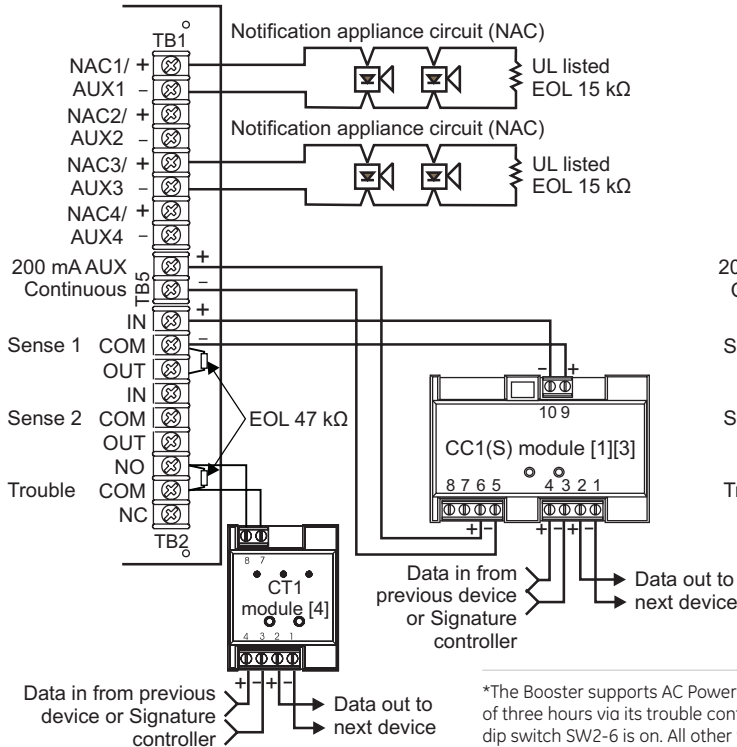 TB1
Notification appliance circuit (NAC)
NAC1/ +
AUX1 –
UL listed
EOL 15 kΩ
NAC2/ +
AUX2 –
Notification appliance circuit (NAC)
NAC3/ +
AUX3 –
UL listed
EOL 15 kΩ
NAC4/ +
AUX4 –
200 mA AUX
Continuous
TB5
+
–
+
–
IN
Sense 1 COM
OUT
IN
Sense 2 COM
OUT
EOL 47 kΩ
NO
Trouble COM
NC
TB2
– +
10 9
CC1(S) module [1][3]
8 7 6 5 4 3 2 1
+ – + – + –
Data in from
previous device
or Signature
controller
Data out to
next device
8 7
CT1
module [4]
4 3 2 1
+ – + –
Data in from previous
device or Signature
controller
Data out to
next device
*The Booster supports AC Power
of three hours via its trouble
dip switch SW2-6 is on. All other